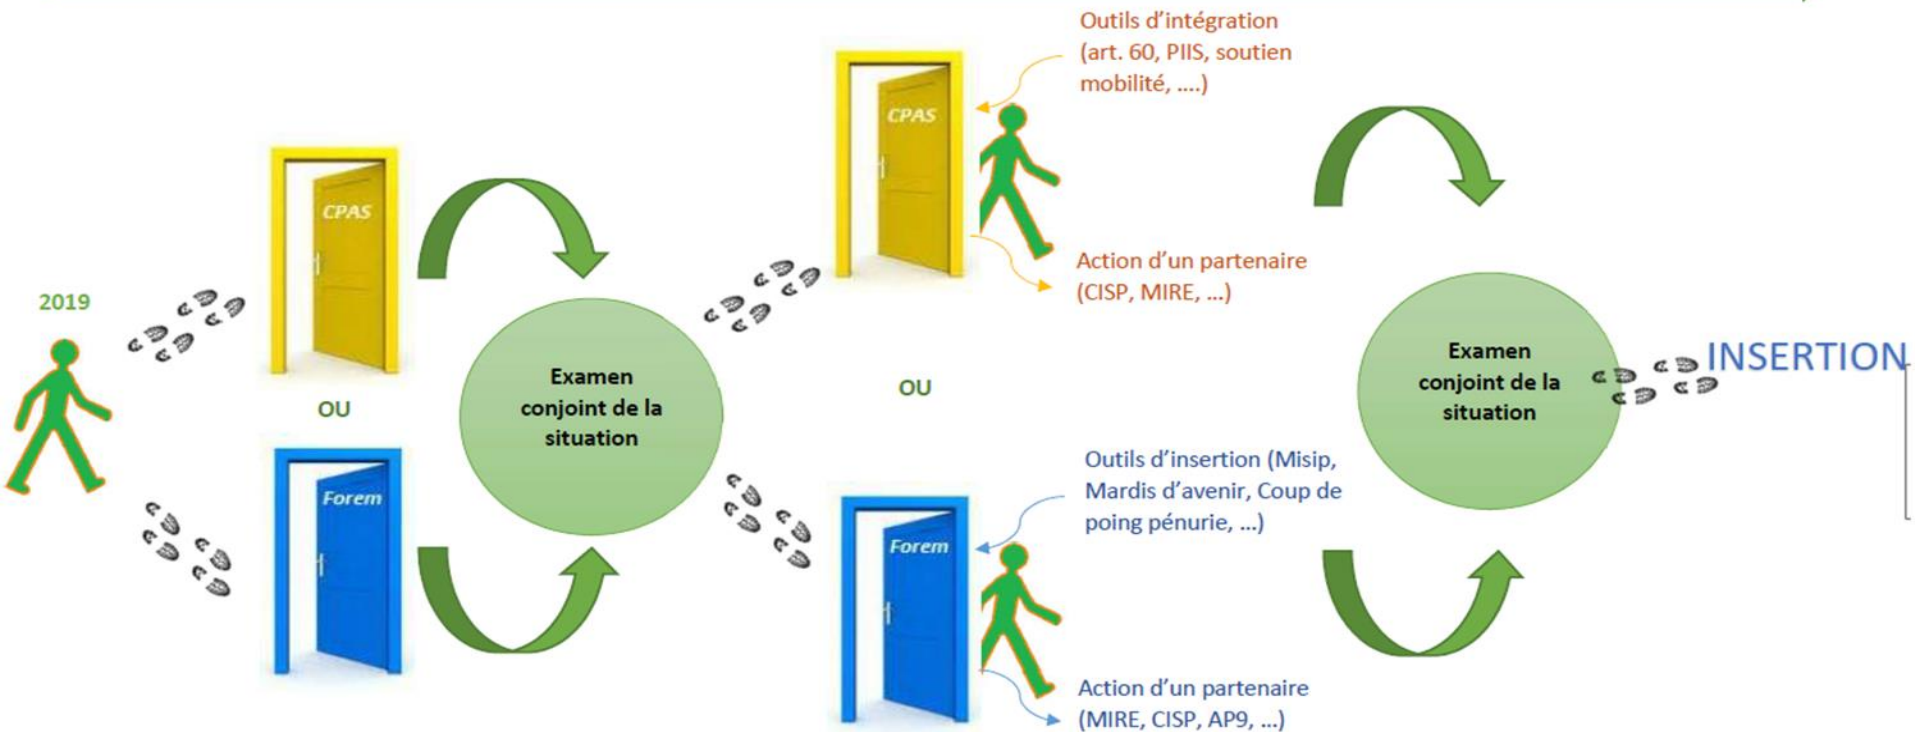 2019
CPAS
OU
Forem
Examen
conjoint de la
situation
CPAS
Outils d’intégration
(art. 60, PIIS, soutien
mobilité, ....)
Action d’un partenaire
(CISP, MIRE, ...)
OU
Forem
Outils d’insertion (Misip,
Mardis d’avenir, Coup de
poing pénurie, ...)
Action d’un partenaire
(MIRE, CISP, AP9, ...)
Examen
conjoint de la
situation
INSERTION